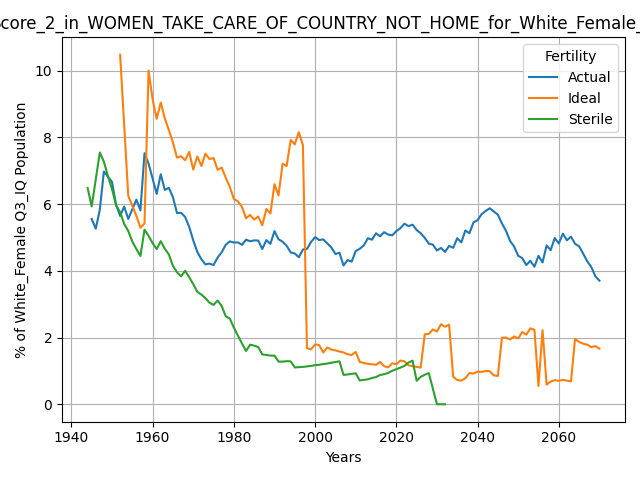 core_2_in_WOMEN_TAKE_CARE_OF_COUNTRY_NOT_HOME_for_White_Female_
% of White_Female Q3_IQ Population
10
8
6
4
2
0
1940 1960 1980 2000 2020 2040 2060
Years
Fertility
Actual
Ideal
Sterile